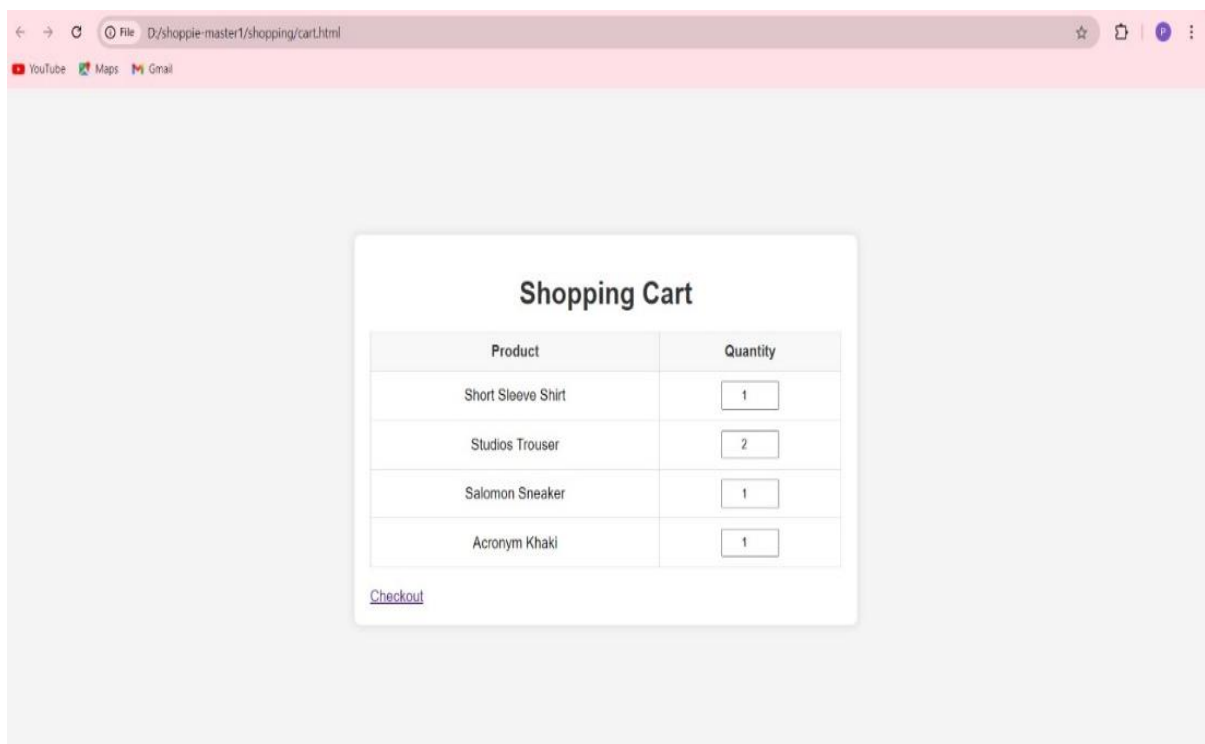 File D:/shoppie-master1/shopping/cart.html
P
YouTube Maps Gmail
Shopping Cart
Product Quantity
Short Sleeve Shirt 1
Studios Trouser 2
Salomon Sneaker 1
Acronym Khaki 1
Checkout